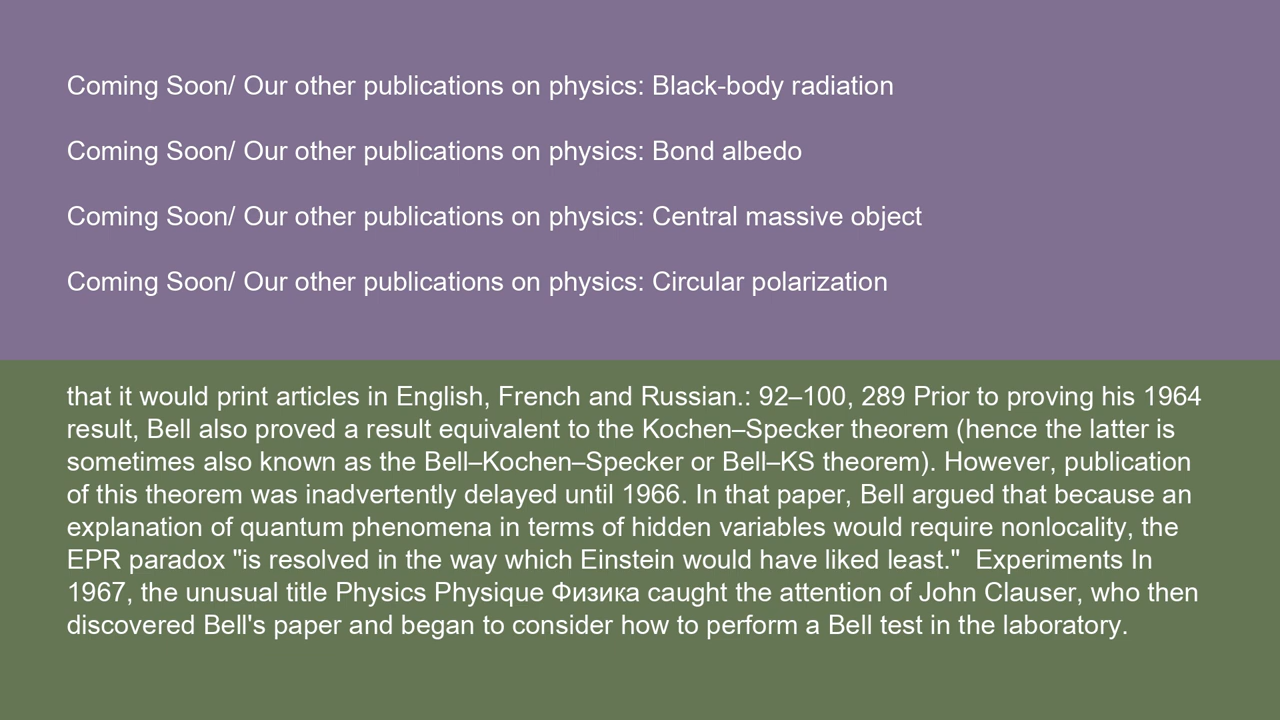 Coming Soon/ Our other publications on physics: Black-body radiation
Coming Soon/ Our other publications on physics: Bond albedo
Coming Soon/ Our other publications on physics: Central massive object
Coming Soon/ Our other publications on physics: Circular polarization
that it would print articles in English, French and Russian.: 92–100, 289 Prior to proving his 1964
result, Bell also proved a result equivalent to the Kochen–Specker theorem (hence the latter is
sometimes also known as the Bell–Kochen–Specker or Bell–KS theorem). However, publication
of this theorem was inadvertently delayed until 1966. In that paper, Bell argued that because an
explanation of quantum phenomena in terms of hidden variables would require nonlocality, the
EPR paradox "is resolved in the way which Einstein would have liked least."  Experiments In
1967, the unusual title Physics Physique Физика caught the attention of John Clauser, who then
discovered Bell's paper and began to consider how to perform a Bell test in the laboratory.